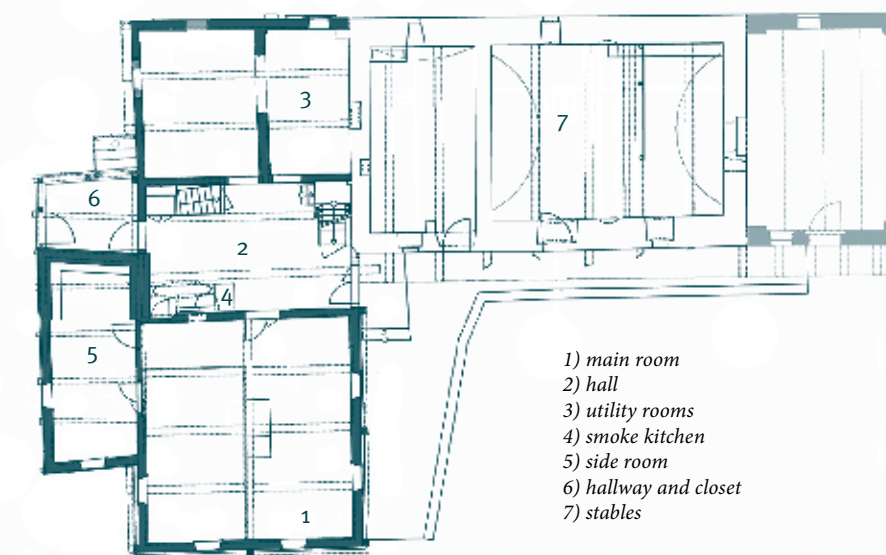 3
7
6
2
4
5
1
1) main room
2) hall
3) utility rooms
4) smoke kitchen
5) side room
6) hallway and closet
7) stables